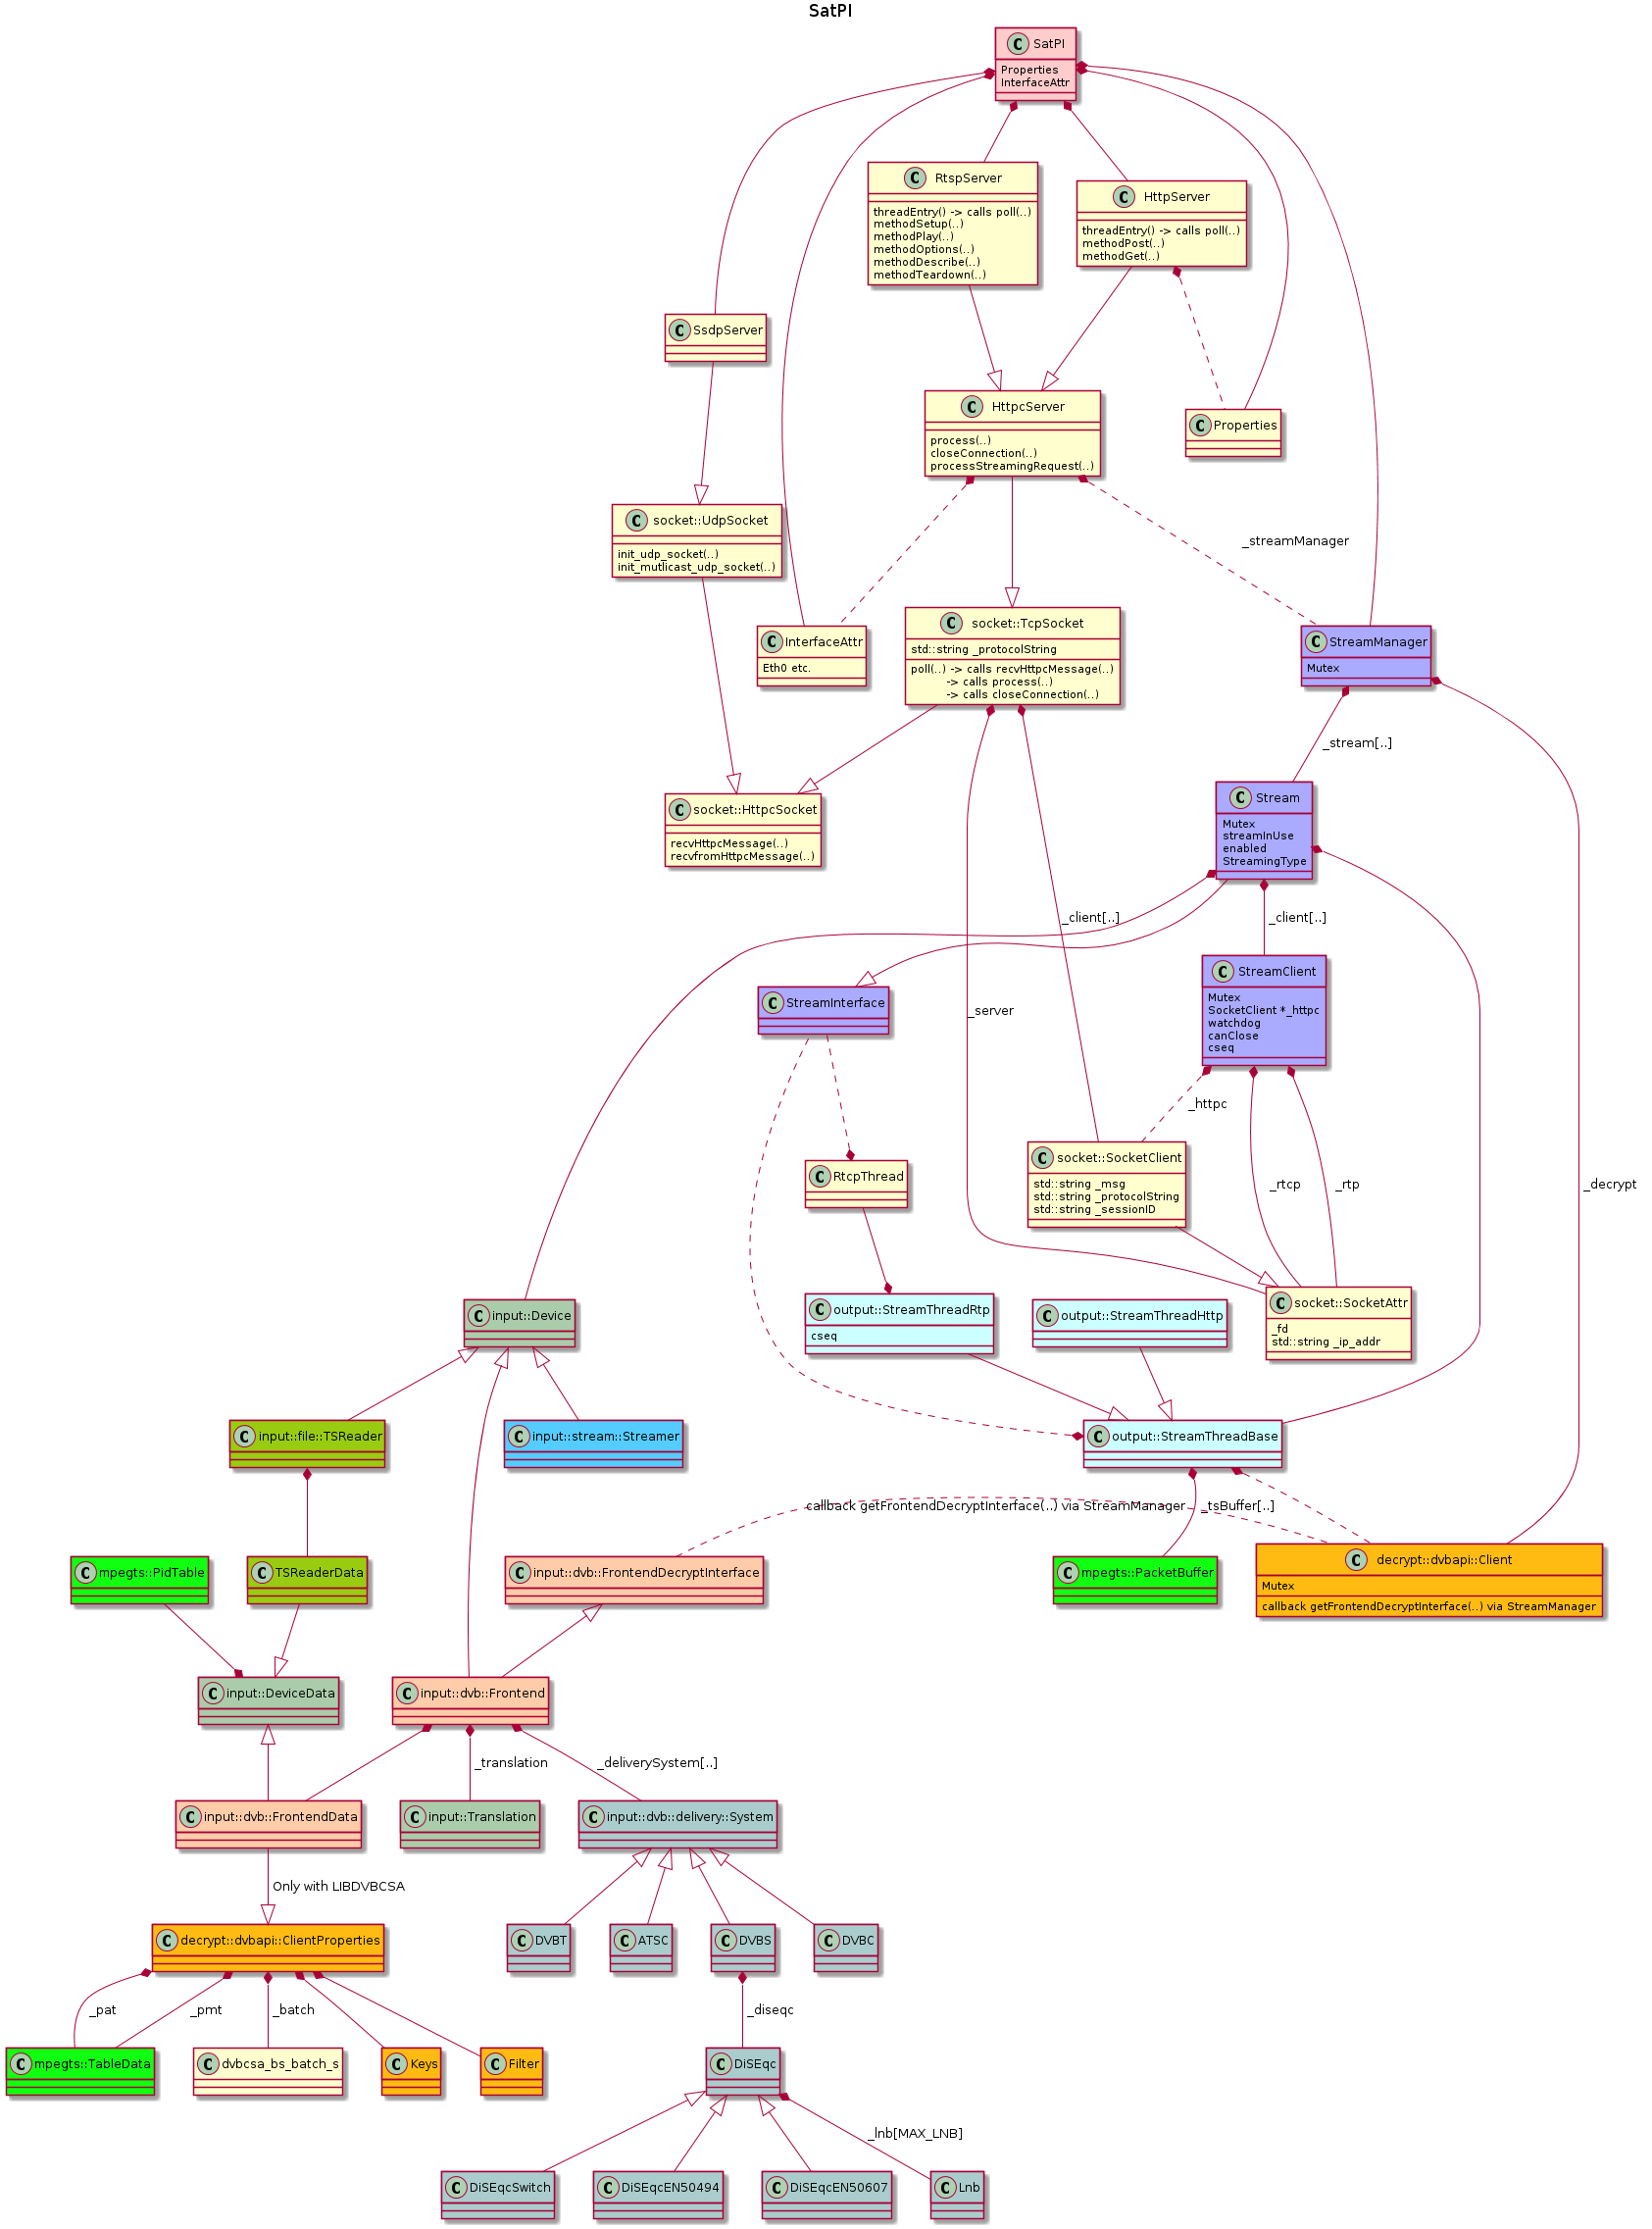 SatPI
C SatPI
Properties
InterfaceAttr
C RtspServer
threadEntry() -> calls poll(..)
methodSetup(..)
methodPlay(..)
methodOptions(..)
methodDescribe(..)
methodTeardown(..)
C HttpServer
threadEntry() -> calls poll(..)
methodPost(..)
methodGet(..)
C SsdpServer
C HttpcServer
process(..)
closeConnection(..)
processStreamingRequest(..)
C Properties
C socket::UdpSocket
init_udp_socket(..)
init_mutlicast_udp_socket(..)
_streamManager
C InterfaceAttr
Eth0 etc.
C socket::TcpSocket
std::string _protocolString
poll(..) -> calls recvHttpcMessage(..)
-> calls process(..)
-> calls closeConnection(..)
C StreamManager
Mutex
_stream[..]
C socket::HttpcSocket
recvHttpcMessage(..)
recvfromHttpcMessage(..)
C Stream
Mutex
streamInUse
enabled
StreamingType
_client[..]
_client[..]
C StreamInterface
_server
C StreamClient
Mutex
SocketClient *_httpc
watchdog
canClose
cseq
_httpc
C RtcpThread
C socket::SocketClient
std::string _msg
std::string _protocolString
std::string _sessionID
_rtcp
_rtp
_decrypt
C input::Device
C output::StreamThreadRtp
cseq
C output::StreamThreadHttp
C socket::SocketAttr
_fd
std::string _ip_addr
C input::file::TSReader
C input::stream::Streamer
C output::StreamThreadBase
callback getFrontendDecryptInterface(..) via StreamManager
_tsBuffer[..]
C mpegts::PidTable
C TSReaderData
C input::dvb::FrontendDecryptInterface
C mpegts::PacketBuffer
C decrypt::dvbapi::Client
Mutex
callback getFrontendDecryptInterface(..) via StreamManager
C input::DeviceData
C input::dvb::Frontend
_translation
_deliverySystem[..]
C input::dvb::FrontendData
C input::Translation
C input::dvb::delivery::System
Only with LIBDVBCSA
C decrypt::dvbapi::ClientProperties
C DVBT
C ATSC
C DVBS
C DVBC
_pat
_pmt
_batch
_diseqc
C mpegts::TableData
C dvbcsa_bs_batch_s
C Keys
C Filter
C DiSEqc
_lnb[MAX_LNB]
C DiSEqcSwitch
C DiSEqcEN50494
C DiSEqcEN50607
C Lnb